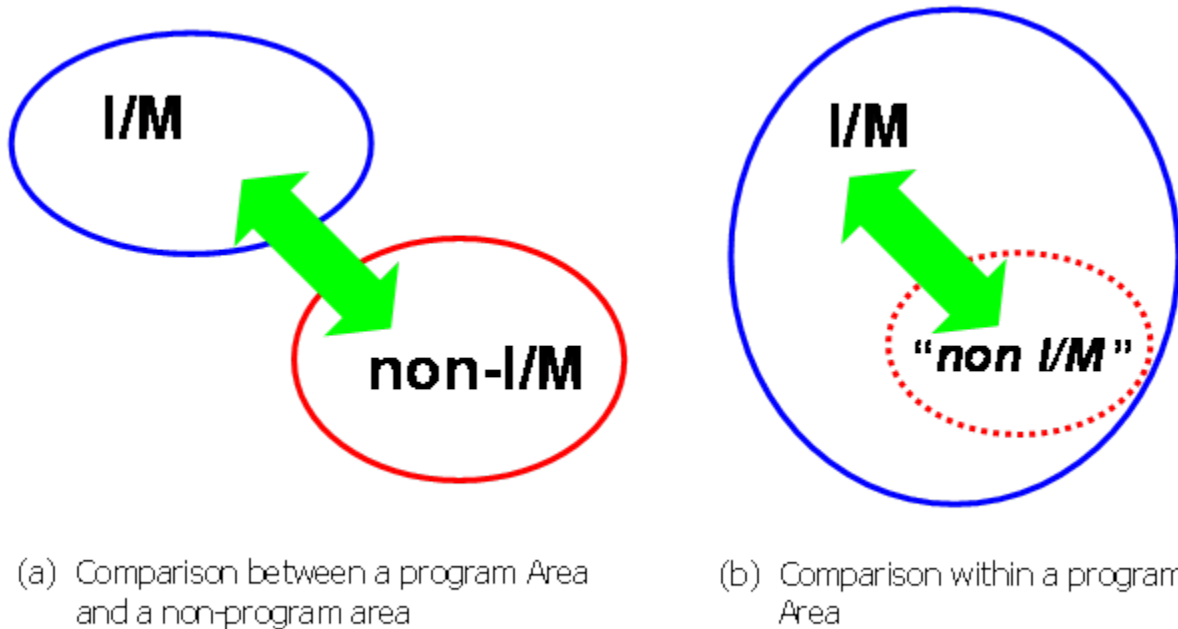 I/M
non-I/M
(a) Comparison between a program Area
and a non-program area
I/M
“non I/M”
(b) Comparison within a program
Area